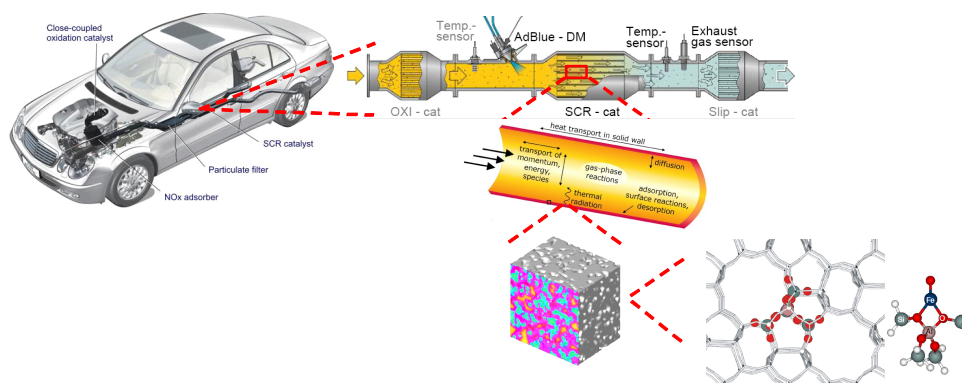 Close-coupled
oxidation catalyst
SCR catalyst
Particulate filter
NOx adsorber
Temp.-
sensor
AdBlue - DM
Temp.-
sensor
Exhaust
gas sensor
OXI - cat
SCR - cat
Slip - cat
heat transport in solid wall
transport of
momentum,
energy,
species
gas-phase
reactions
diffusion
thermal
radiation
adsorption,
surface reactions,
desorption
Fe
Si
O
Al